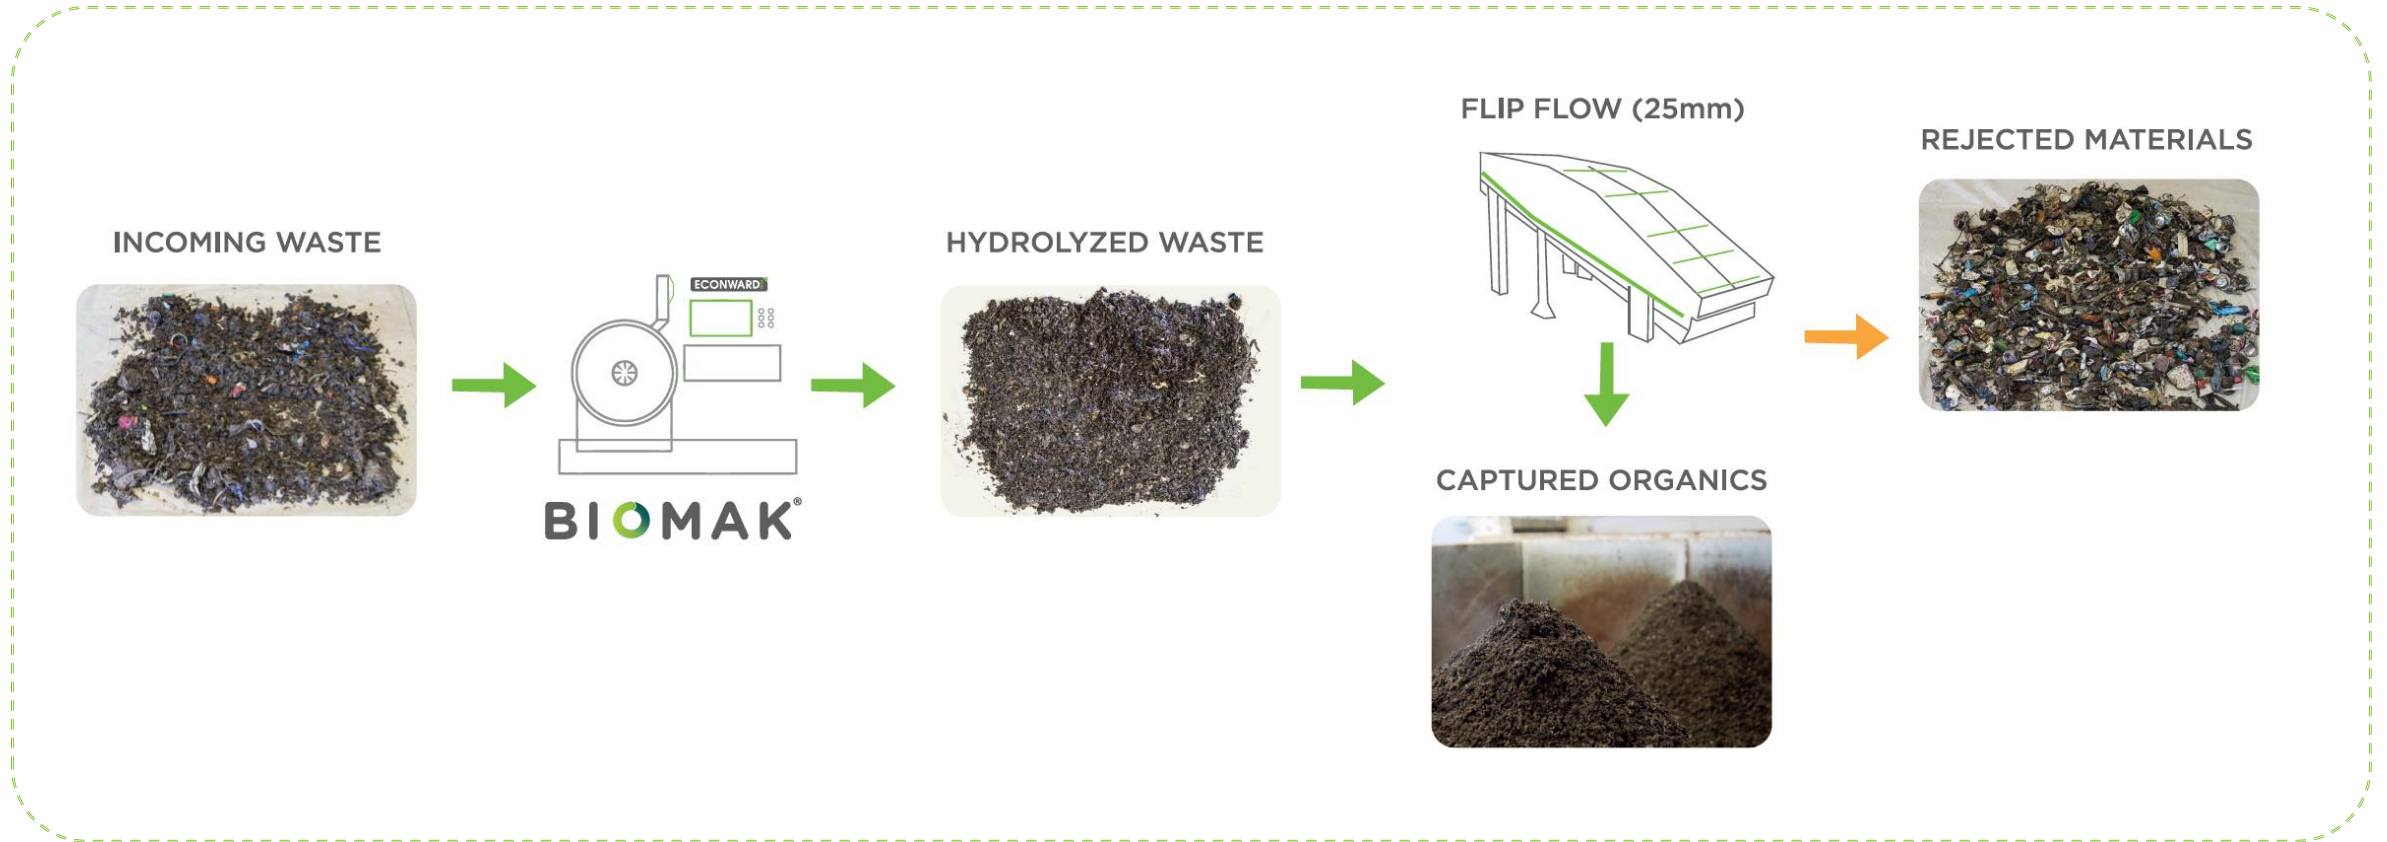 INCOMING WASTE
ECONWARD
BIOMAK®
HYDROLYZED WASTE
FLIP FLOW (25mm)
CAPTURED ORGANICS
REJECTED MATERIALS